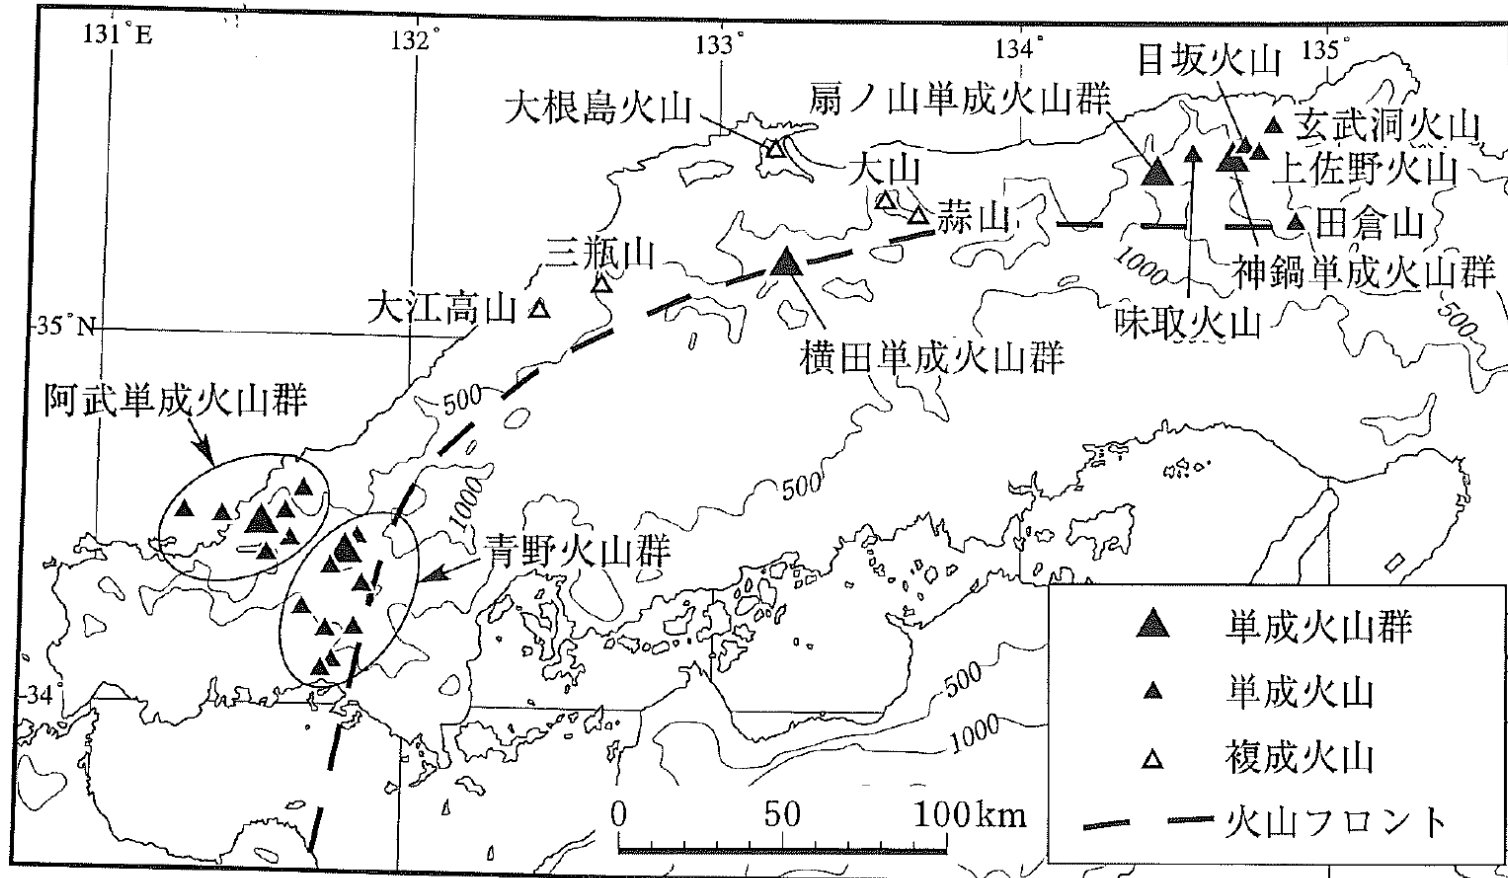 131°E
132°
133°
134°
135°
目坂火山
大根島火山
扇ノ山単成火山群
玄武洞火山
大山
上佐野火山
蒜山
田倉山
三瓶山
1000
神鍋単成火山群
大江高山
500
35°N
味取火山
横田単成火山群
阿武単成火山群
500
500
1000
青野火山群
単成火山群
500
単成火山
34°
1000
複成火山
0 50 100km
火山フロント